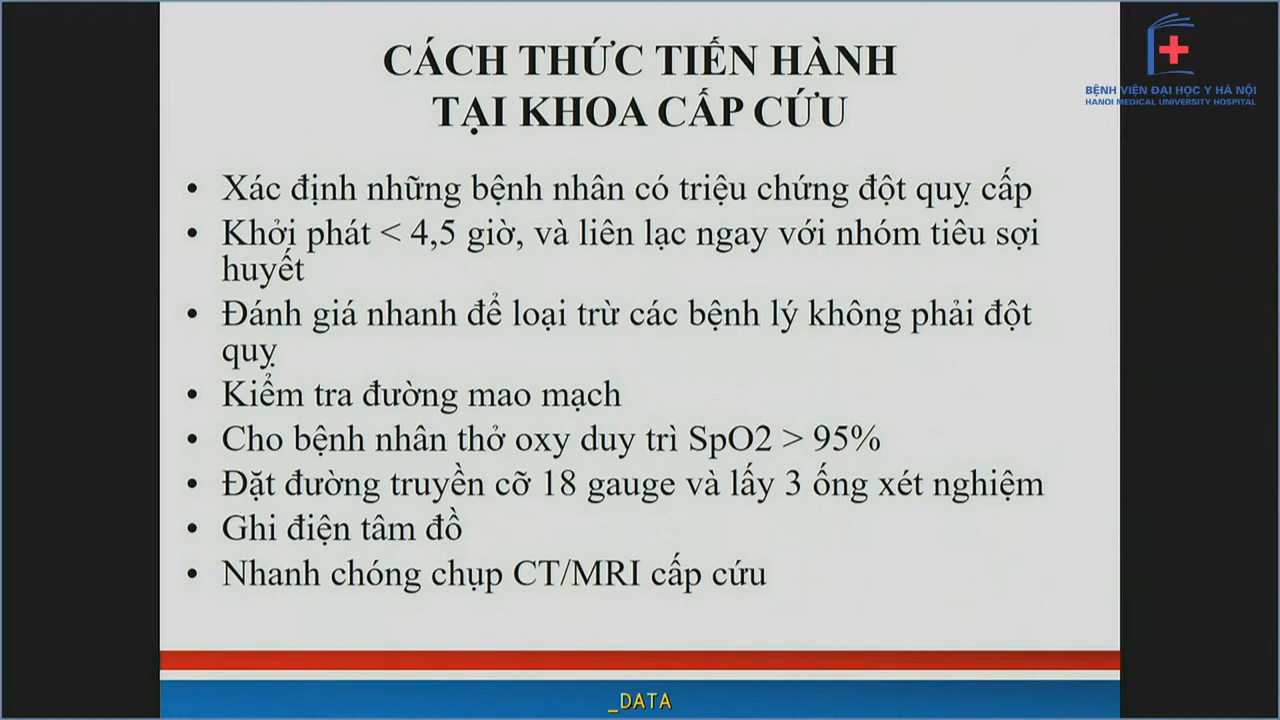 CÁCH THỨC TIẾN HÀNH
TẠI KHOA CẤP CỨU
BỆNH VIỆN ĐẠI HỌC Y HÀ NỘI
HANOI MEDICAL UNIVERSITY HOSPITAL
• Xác định những bệnh nhân có triệu chứng đột quỵ cấp
• Khởi phát < 4,5 giờ, và liên lạc ngay với nhóm tiêu sợi
huyết
• Đánh giá nhanh để loại trừ các bệnh lý không phải đột
quỵ
• Kiểm tra đường mao mạch
• Cho bệnh nhân thở oxy duy trì SpO2 > 95%
• Đặt đường truyền cỡ 18 gauge và lấy 3 ống xét nghiệm
• Ghi điện tâm đồ
• Nhanh chóng chụp CT/MRI cấp cứu
_DATA